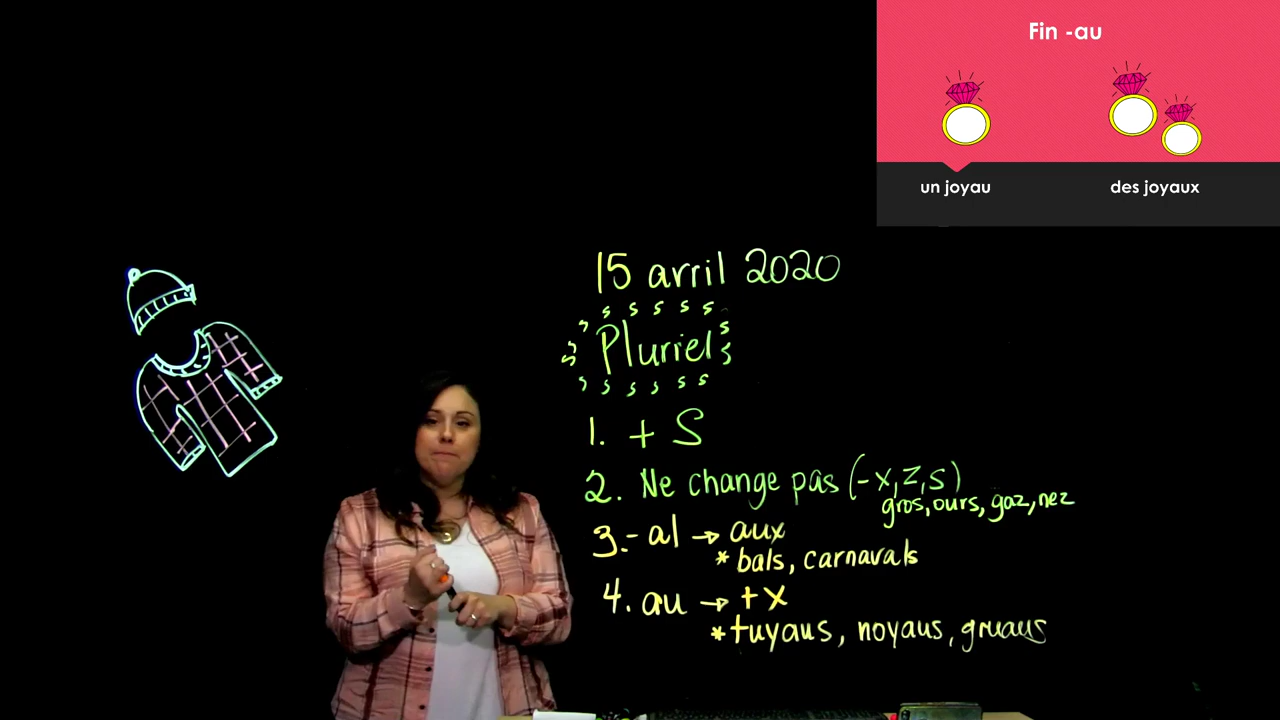 Fin -au
un joyau
des joyaux
15 avril 2020
s s s s s
s s
Pluriel
s s s
s s s s s s
1. + S
2. Ne change pas (-x, z, s)
gros, ours, gaz, nez
3. - al → aux
* bals, carnavals
4. au → + x
* tuyaus, noyaus, gruaus